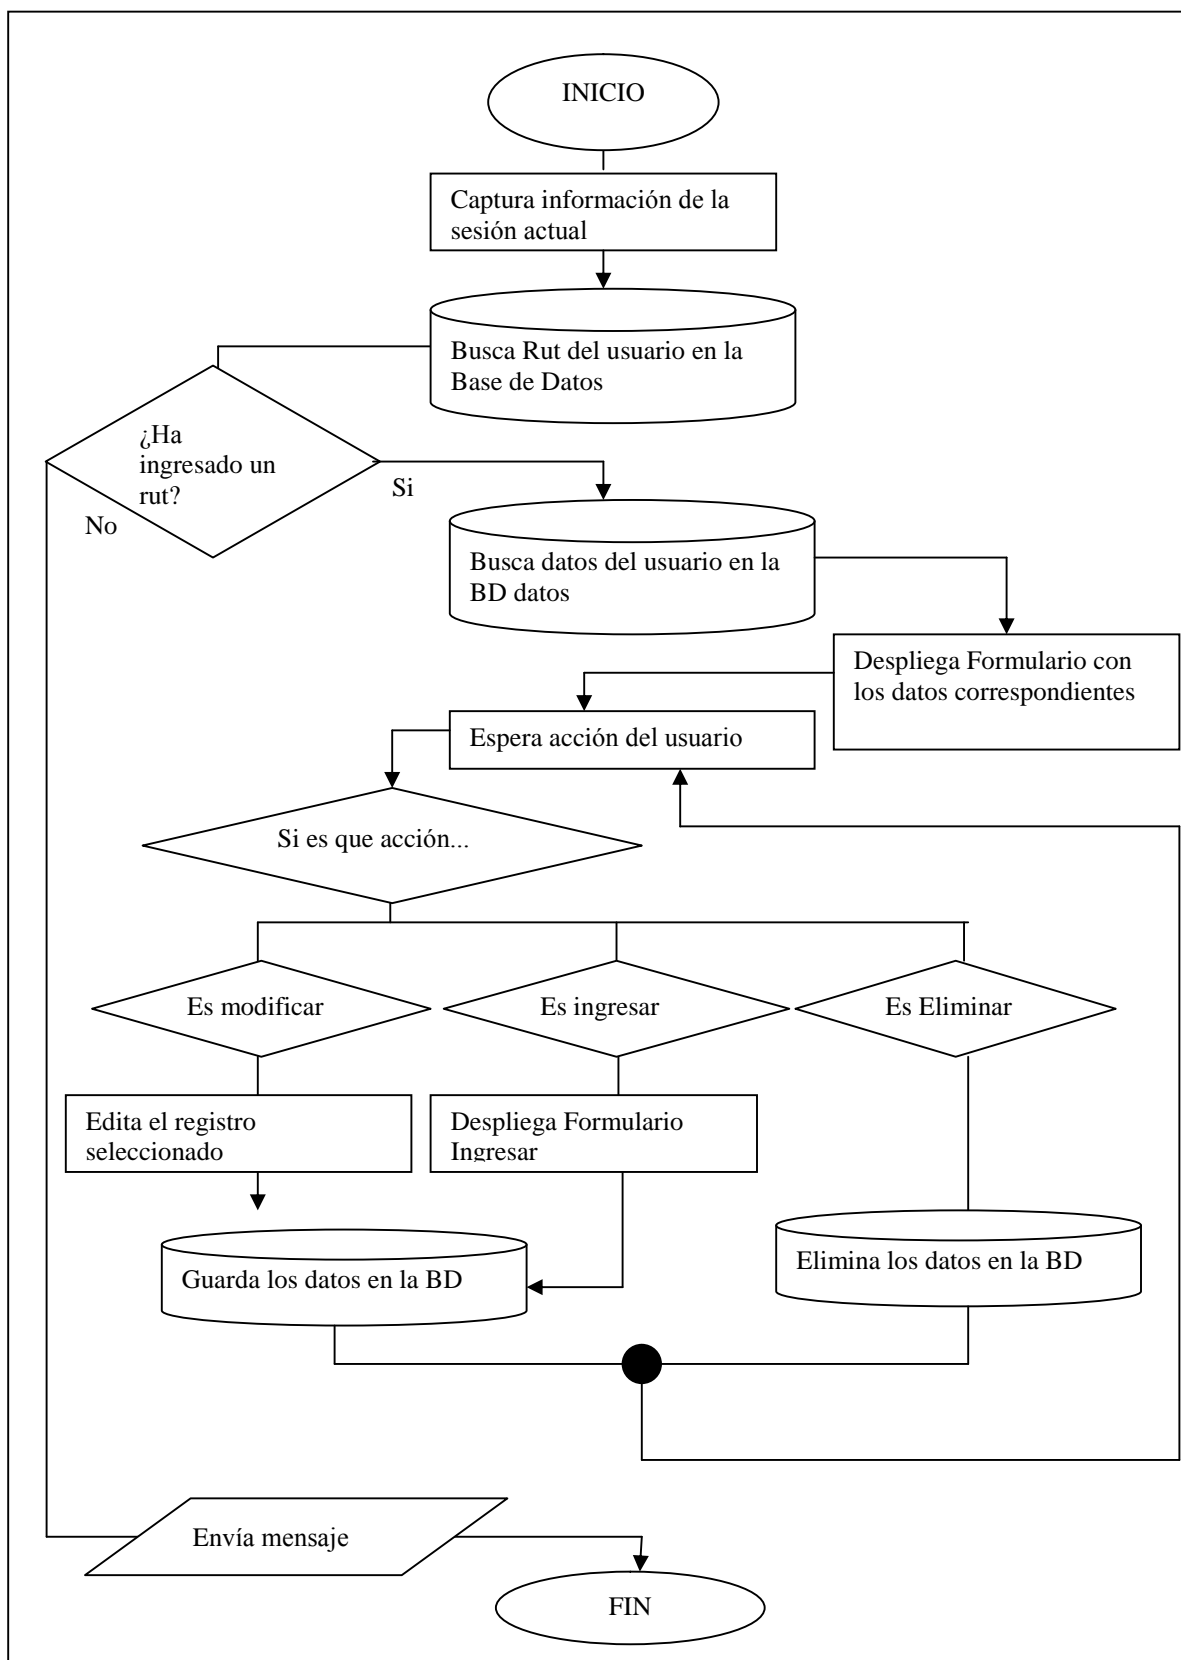 INICIO
Captura información de la
sesión actual
Busca Rut del usuario en la
Base de Datos
¿Ha
ingresado un
rut?
Si
No
Busca datos del usuario en la
BD datos
Despliega Formulario con
los datos correspondientes
Espera acción del usuario
Si es que acción...
Es modificar
Es ingresar
Es Eliminar
Edita el registro
seleccionado
Despliega Formulario
Ingresar
Guarda los datos en la BD
Elimina los datos en la BD
Envía mensaje
FIN